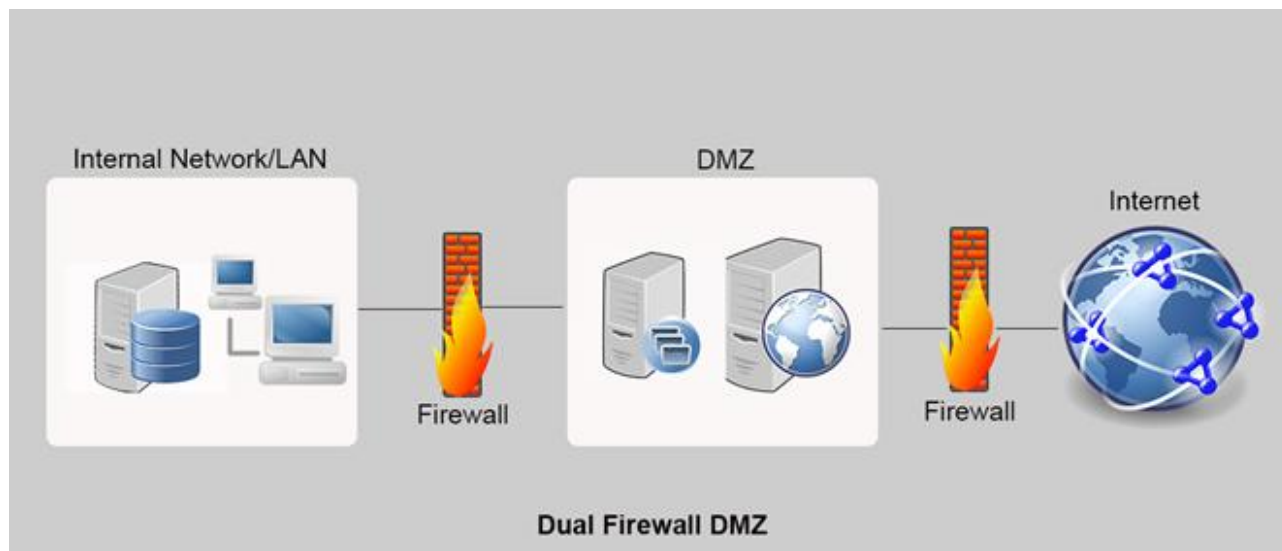 Internal Network/LAN
DMZ
Internet
Firewall
Firewall
Dual Firewall DMZ